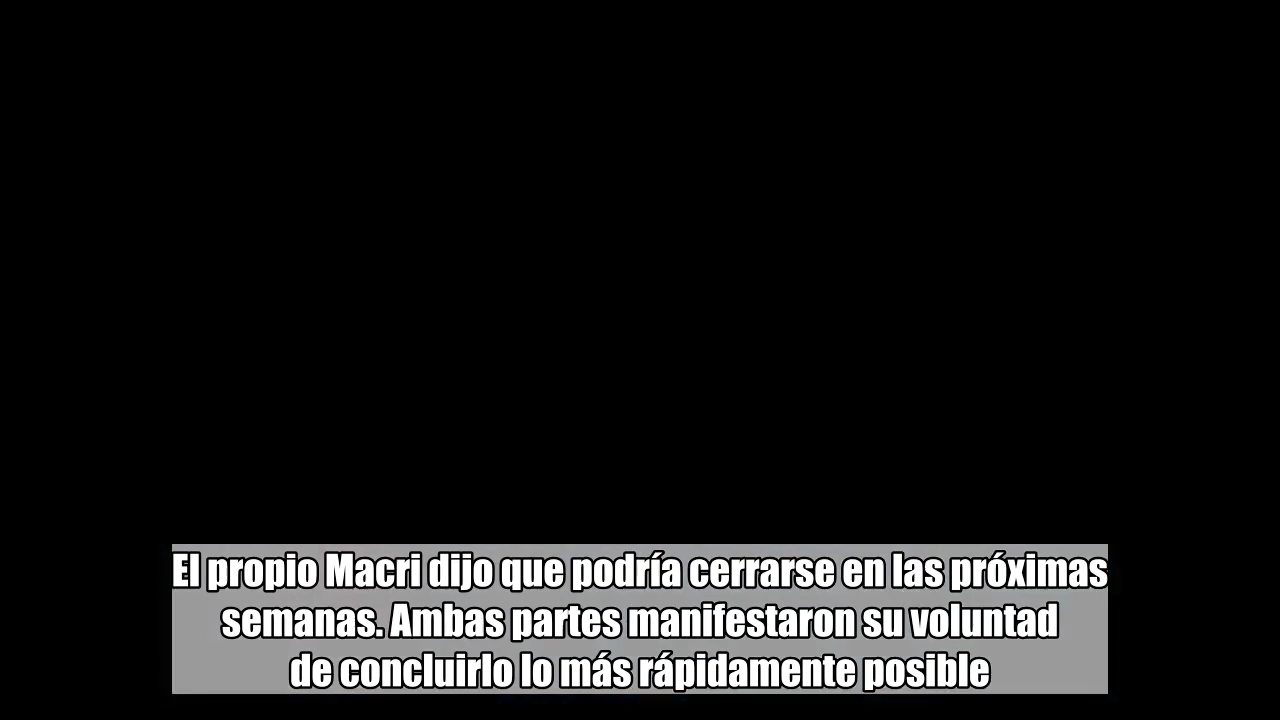 El propio Macri dijo que podría cerrarse en las próximas
semanas. Ambas partes manifestaron su voluntad
de concluirlo lo más rápidamente posible